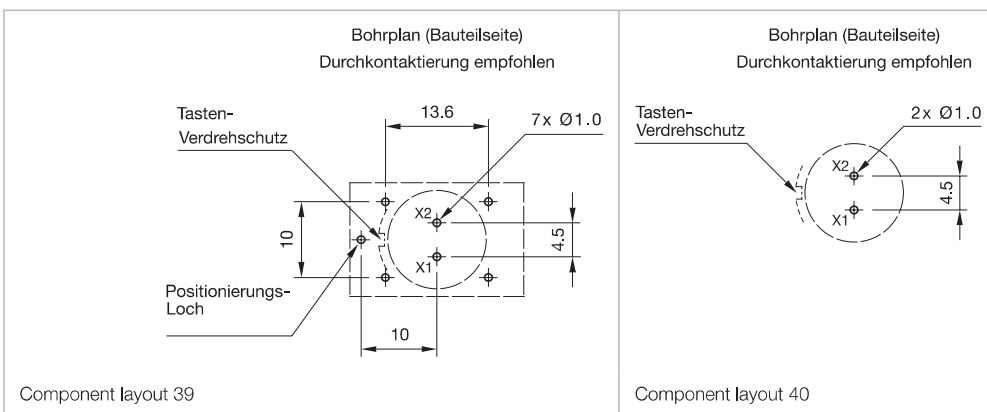 Bohrplan (Bauteilseite)
Durchkontaktierung empfohlen
Tasten-
Verdrehschutz
13.6
7x Ø1.0
X2
X1
10
4.5
Positionierungs-
Loch
10
Component layout 39
Bohrplan (Bauteilseite)
Durchkontaktierung empfohlen
Tasten-
Verdrehschutz
2x Ø1.0
X2
X1
4.5
Component layout 40